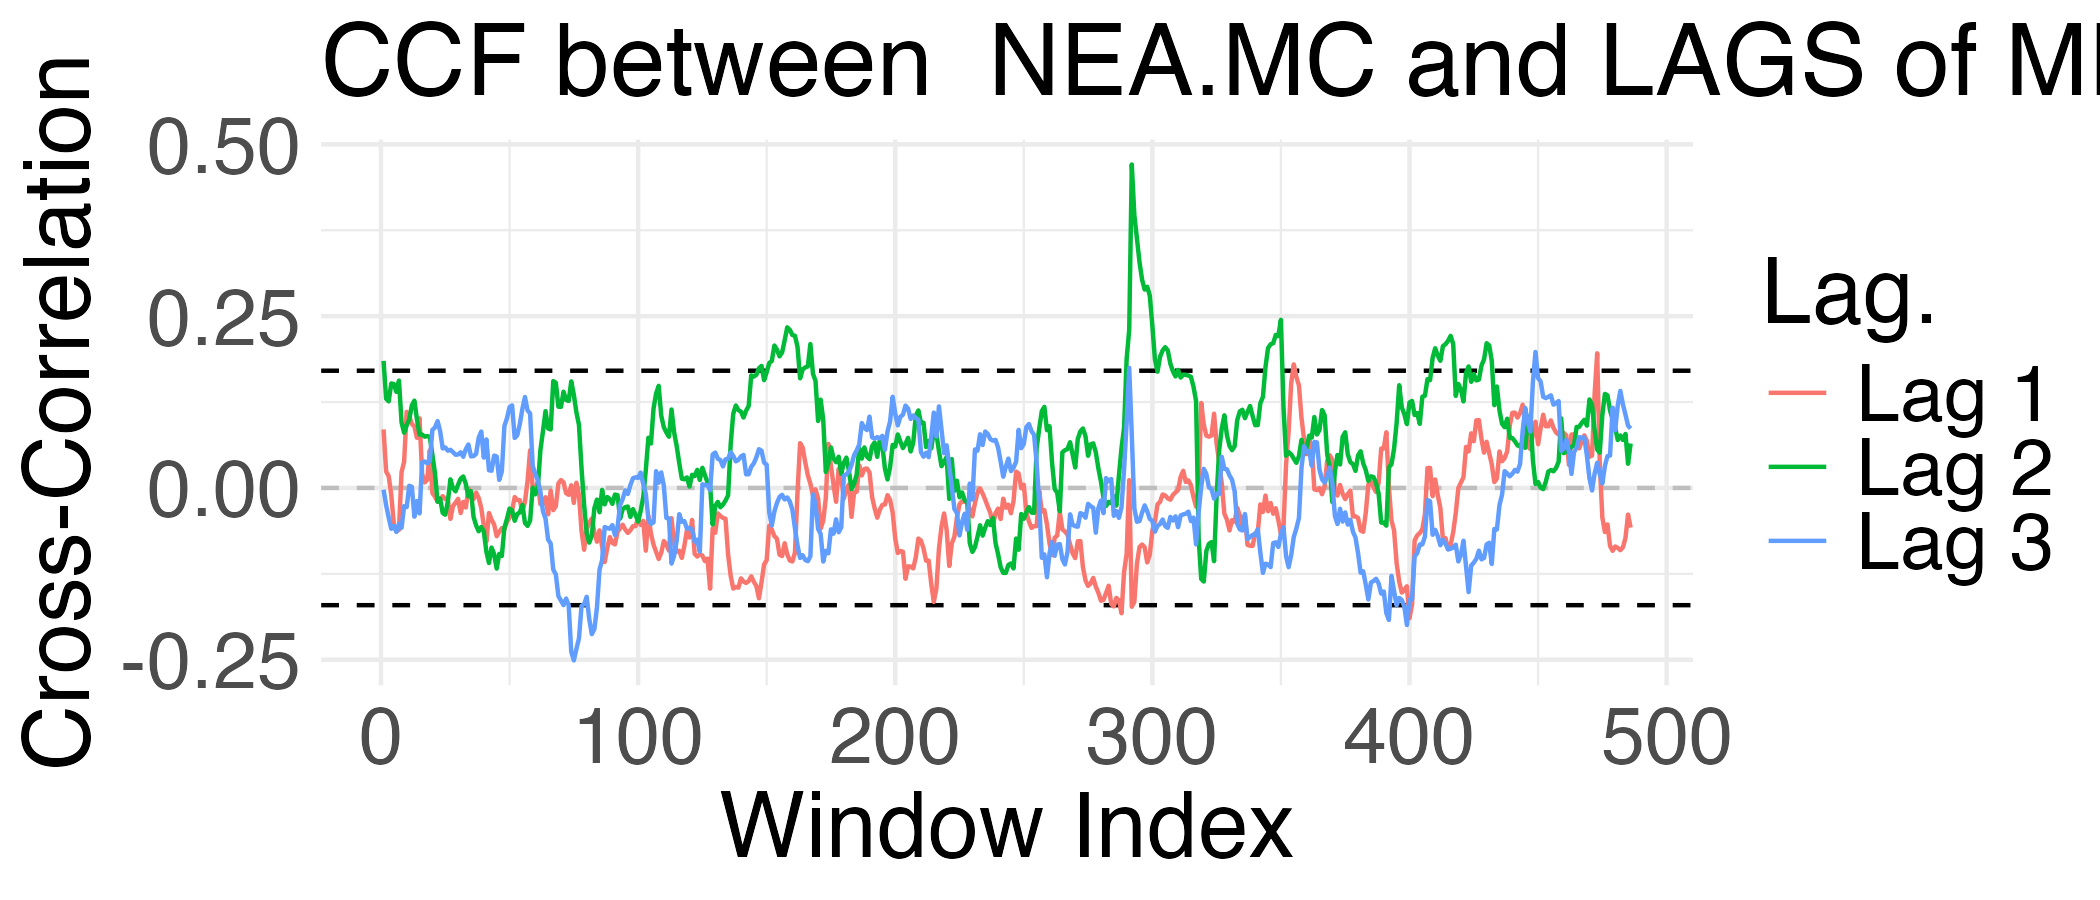 CCF between  NEA.MC and LAGS of
Cross-Correlation
0.50
0.25
0.00
-0.25
0 100 200 300 400 500
Window Index
Lag.
Lag 1
Lag 2
Lag 3